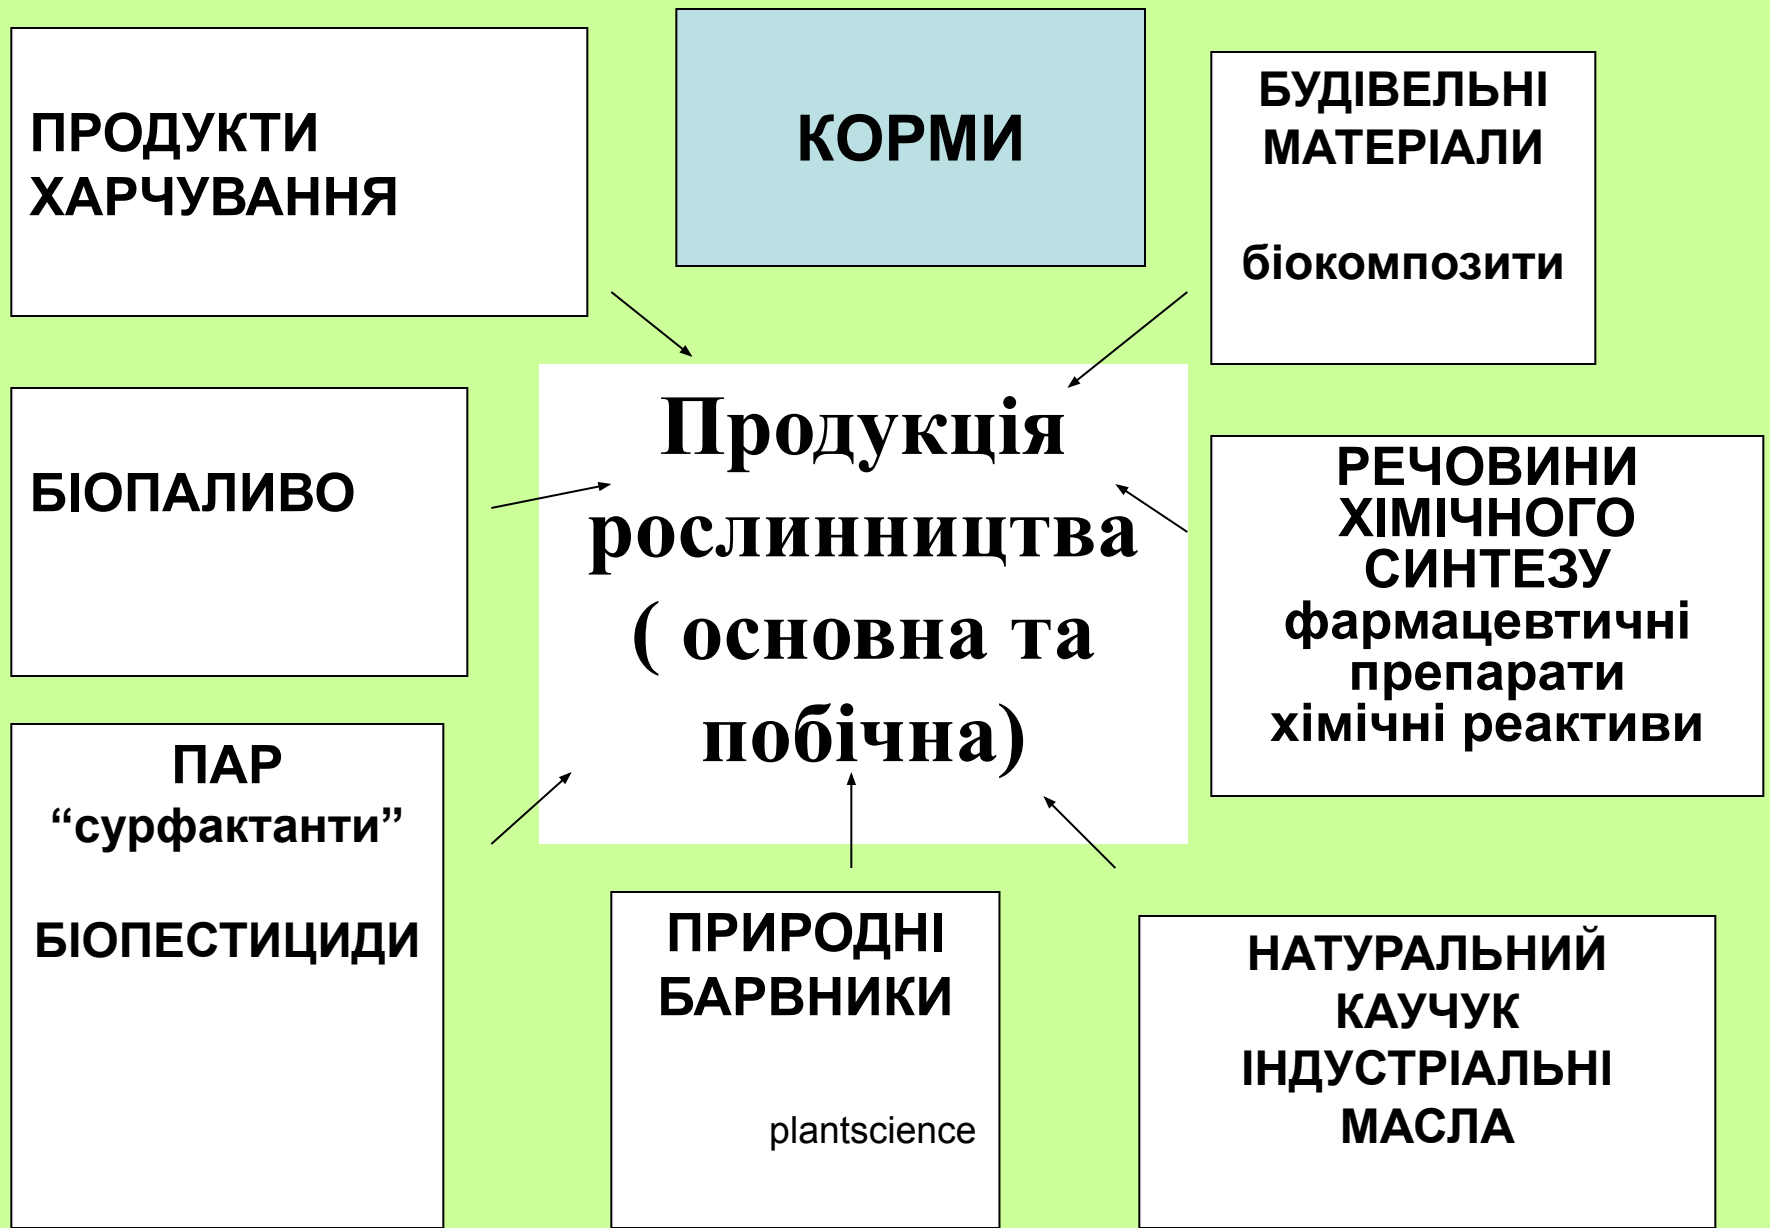 ПРОДУКТИ
ХАРЧУВАННЯ
КОРМИ
БУДІВЕЛЬНІ
МАТЕРІАЛИ
біокомпозити
БІОПАЛИВО
Продукція
рослинництва
( основна та
побічна)
РЕЧОВИНИ
ХІМІЧНОГО
СИНТЕЗУ
фармацевтичні
препарати
хімічні реактиви
ПАР
“сурфактанти”
БІОПЕСТИЦИДИ
ПРИРОДНІ
БАРВНИКИ
plantscience
НАТУРАЛЬНИЙ
КАУЧУК
ІНДУСТРІАЛЬНІ
МАСЛА